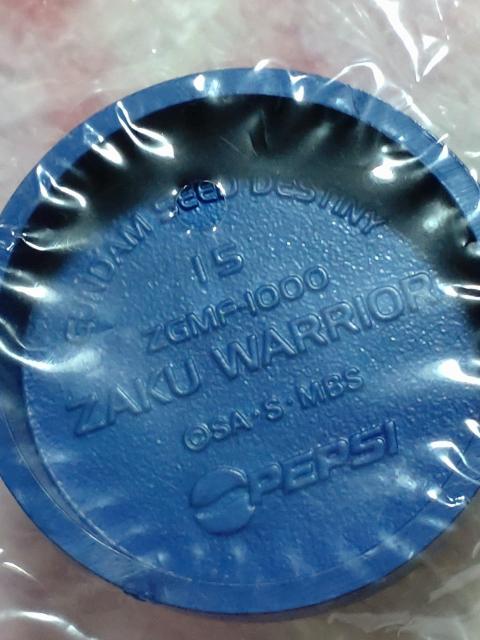 GUNDAM SEED DESTINY
15
ZGMF-1000
ZAKU WARRIOR
©SA·S·MBS
PEPSI